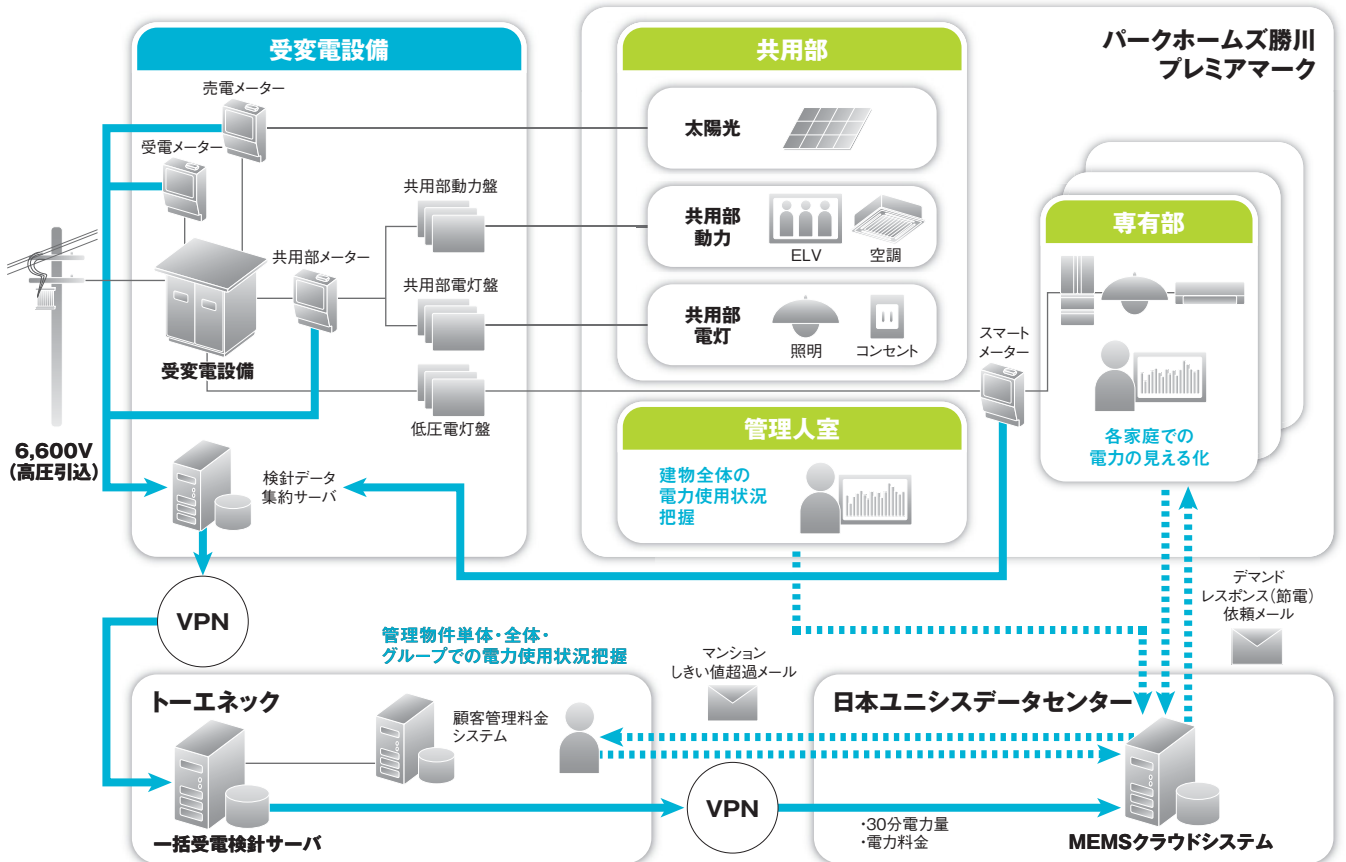 受変電設備
売電メーター
受電メーター
共用部動力盤
共用部メーター
共用部電灯盤
受変電設備
低圧電灯盤
6,600V
（高圧引込）
検針データ
集約サーバ
共用部
太陽光
共用部
動力
ELV
空調
共用部
電灯
照明
コンセント
パークホームズ勝川
プレミアマーク
専有部
スマート
メーター
各家庭での
電力の見える化
管理人室
建物全体の
電力使用状況
把握
VPN
管理物件単体・全体・
グループでの電力使用状況把握
マンション
しきい値超過メール
デマンド
レスポンス（節電）
依頼メール
トーエネック
顧客管理料金
システム
一括受電検針サーバ
VPN
・30分電力量
・電力料金
日本ユニシスデータセンター
MEMSクラウドシステム